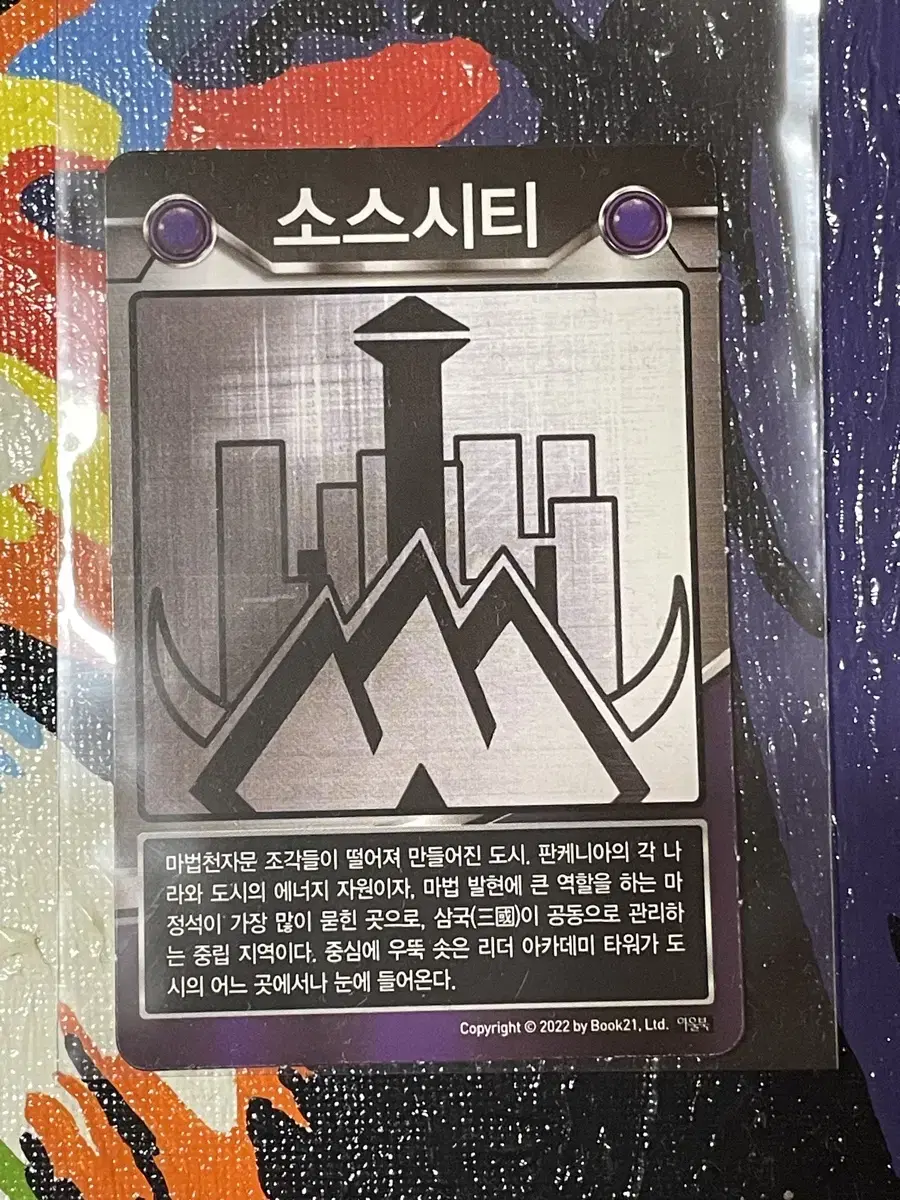 소스시티
마법천자문 조각들이 떨어져 만들어진 도시. 판케니아의 각 나
라와 도시의 에너지 자원이자, 마법 발현에 큰 역할을 하는 마
정석이 가장 많이 묻힌 곳으로, 삼국(三國)이 공동으로 관리하
는 중립 지역이다. 중심에 우뚝 솟은 리더 아카데미 타워가 도
시의 어느 곳에서나 눈에 들어온다.
Copyright © 2022 by Book21, Ltd. 아울북